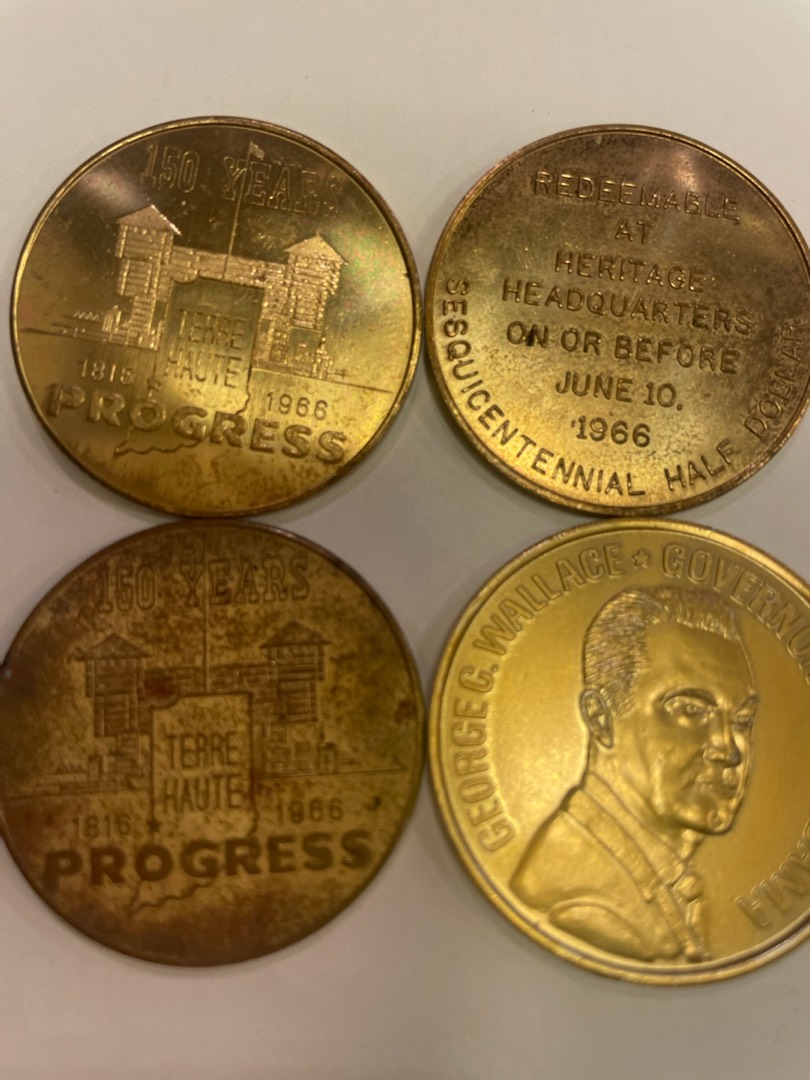 150 YEARS
TERRE
HAUTE
1816 1966
PROGRESS
REDEEMABLE
AT
HERITAGE
HEADQUARTERS
ON OR BEFORE
JUNE 10,
1966
SESQUICENTENNIAL HALF DOLLAR
150 YEARS
TERRE
HAUTE
1816 1966
PROGRESS
GEORGE C. WALLACE ★ GOVERNO